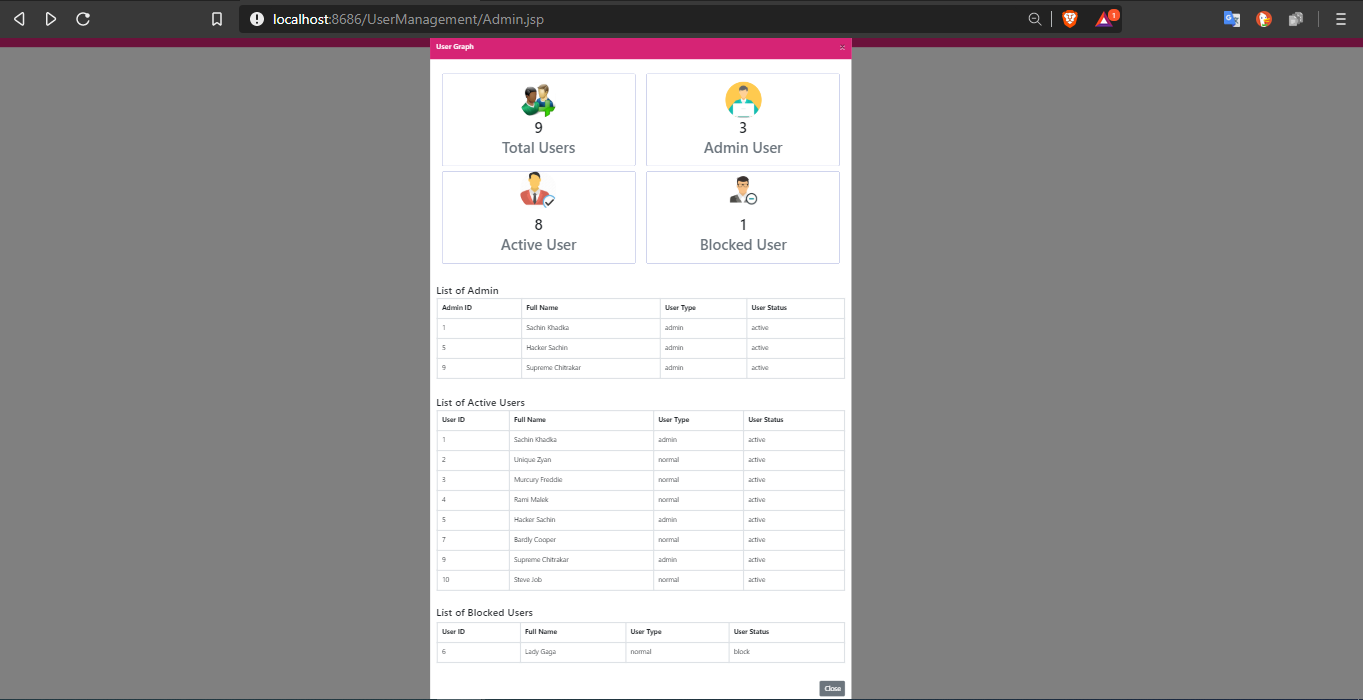 localhost:8686/UserManagement/Admin.jsp
1
User Graph ×
9
Total Users
3
Admin User
8
Active User
1
Blocked User
List of Admin
Admin ID Full Name User Type User Status
1 Sachin Khadka admin active
5 Hacker Sachin admin active
9 Supreme Chitrakar admin active
List of Active Users
User ID Full Name User Type User Status
1 Sachin Khadka admin active
2 Unique Zyan normal active
3 Murcury Freddie normal active
4 Rami Malek normal active
5 Hacker Sachin admin active
7 Bardly Cooper normal active
9 Supreme Chitrakar admin active
10 Steve Job normal active
List of Blocked Users
User ID Full Name User Type User Status
6 Lady Gaga normal block
Close